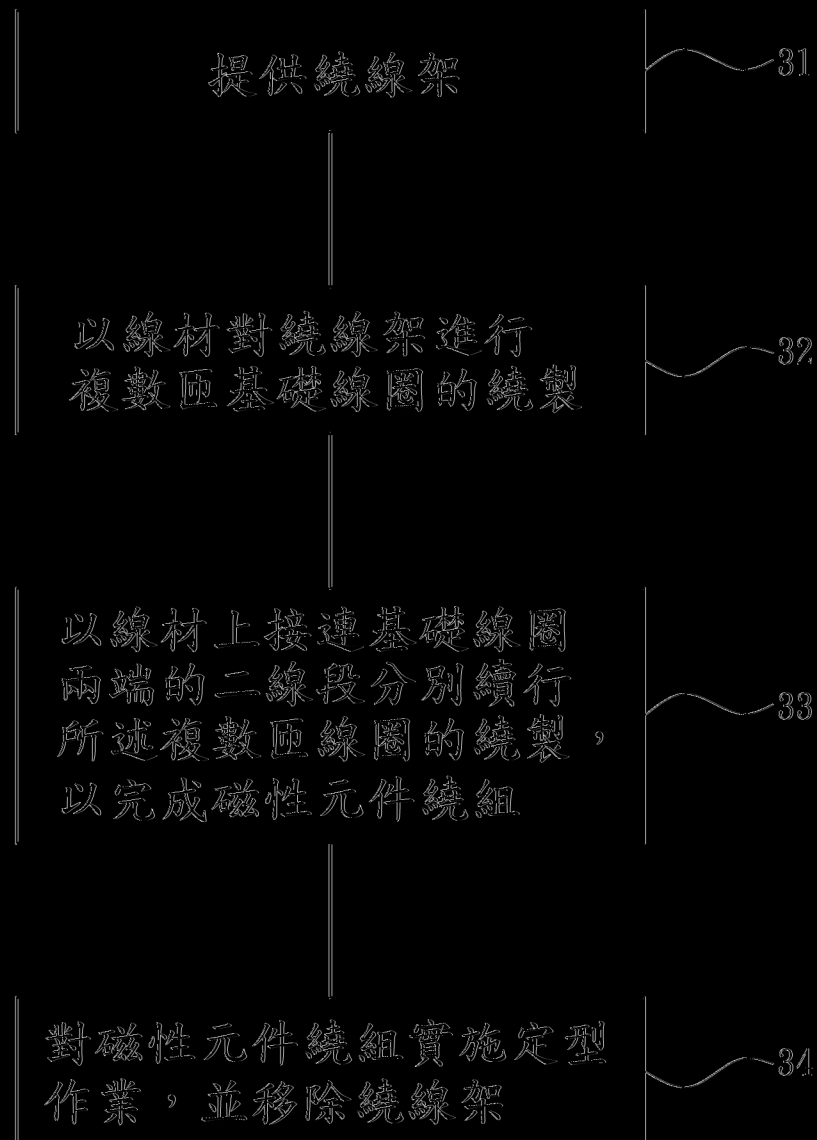 提供繞線架
31
以線材對繞線架進行
複數匝基礎線圈的繞製
32
以線材上接連基礎線圈
兩端的二線段分別續行
所述複數匝線圈的繞製，
以完成磁性元件繞組
33
對磁性元件繞組實施定型
作業，並移除繞線架
34